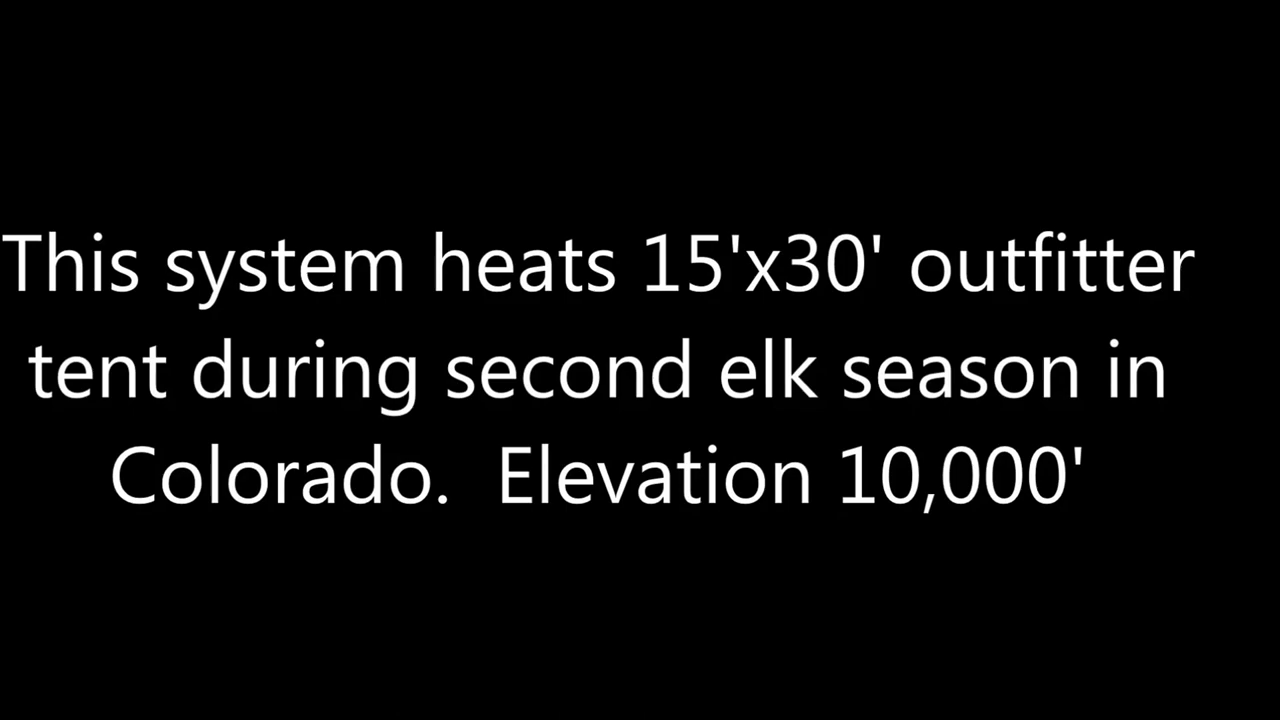 This system heats 15'x30' outfitter
tent during second elk season in
Colorado.  Elevation 10,000'